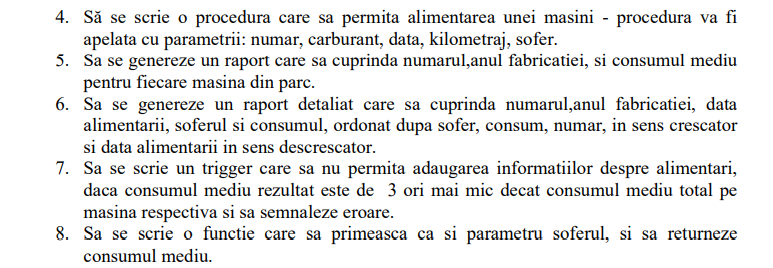 4. Să se scrie o procedura care sa permita alimentarea unei masini - procedura va fi
apelata cu parametrii: numar, carburant, data, kilometraj, sofer.
5. Sa se genereze un raport care sa cuprinda numarul,anul fabricatiei, si consumul mediu
pentru fiecare masina din parc.
6. Sa se genereze un raport detaliat care sa cuprinda numarul,anul fabricatiei, data
alimentarii, soferul si consumul, ordonat dupa sofer, consum, numar, in sens crescator
si data alimentarii in sens descrescator.
7. Sa se scrie un trigger care sa nu permita adaugarea informatiilor despre alimentari,
daca consumul mediu rezultat este de 3 ori mai mic decat consumul mediu total pe
masina respectiva si sa semnaleze eroare.
8. Sa se scrie o functie care sa primeasca ca si parametru soferul, si sa returneze
consumul mediu.